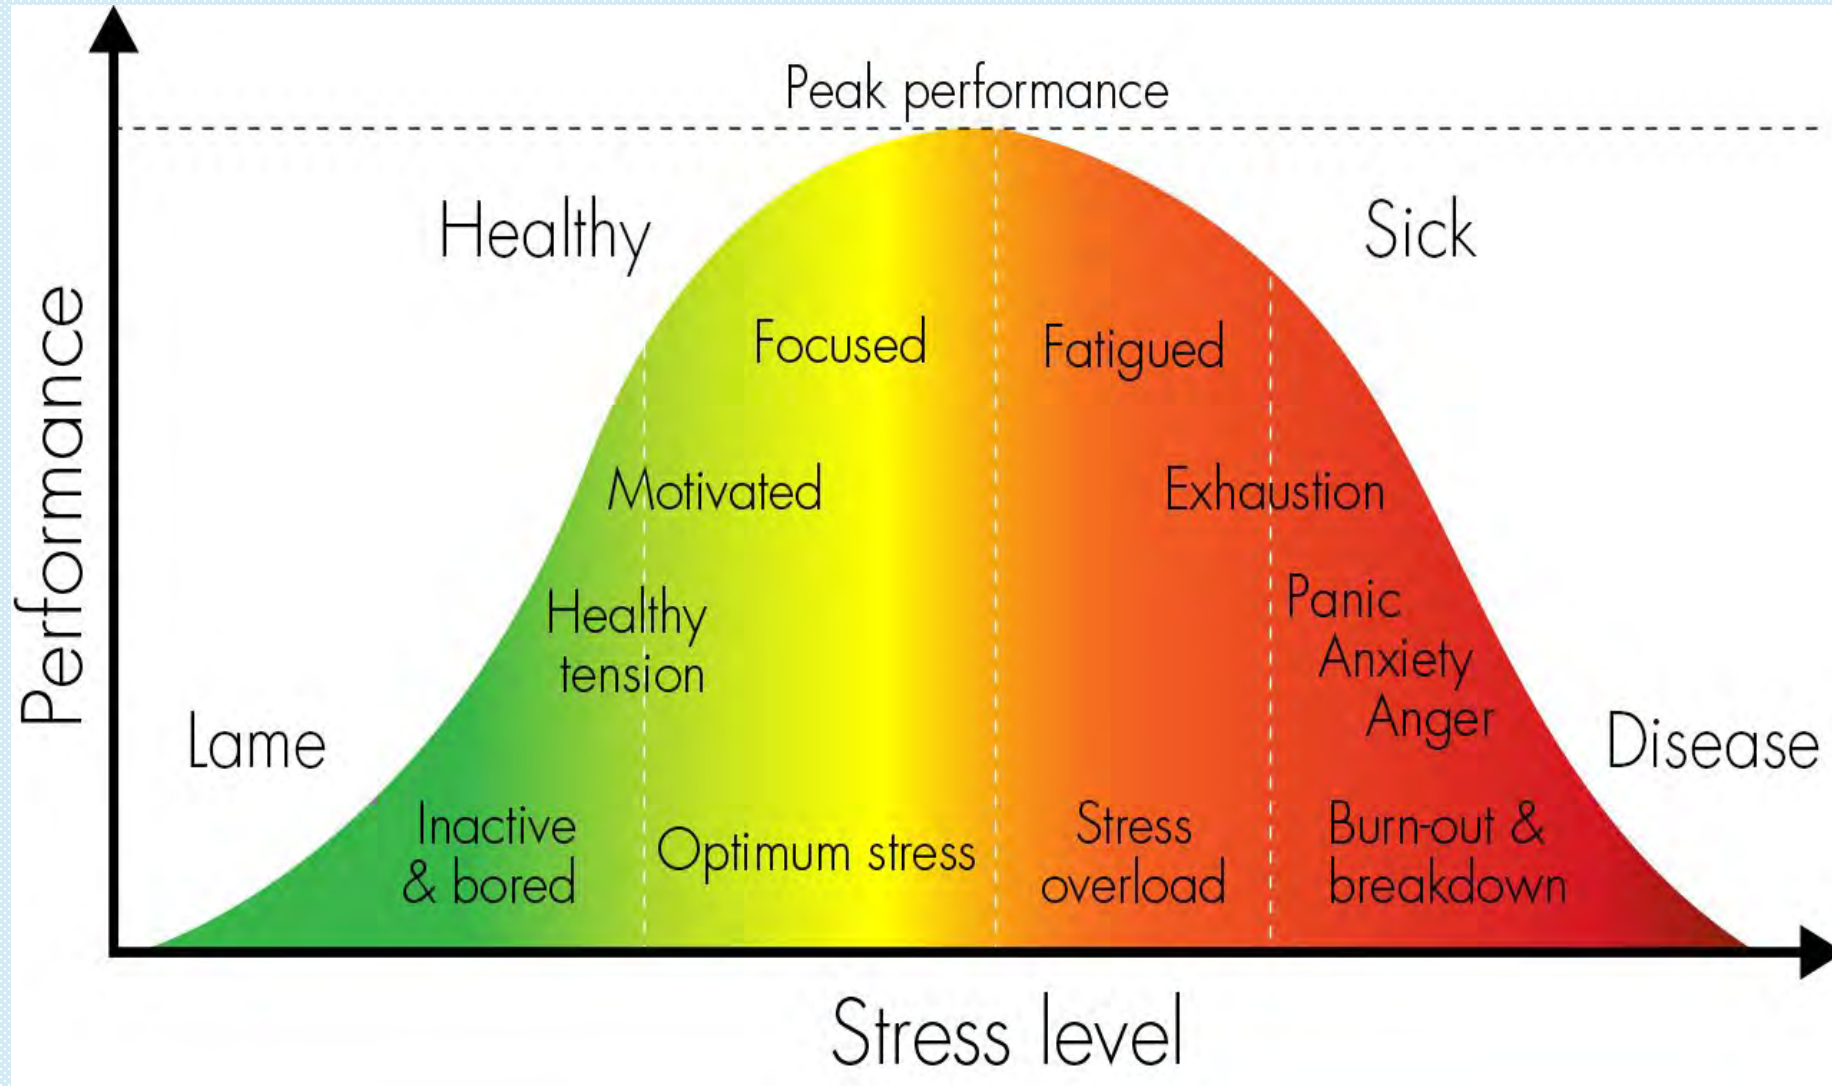 Peak performance
Healthy
Sick
Focused
Fatigued
Motivated
Exhaustion
Healthy
tension
Panic
Anxiety
Anger
Lame
Disease
Inactive
& bored
Optimum stress
Stress
overload
Burn-out &
breakdown
Performance
Stress level